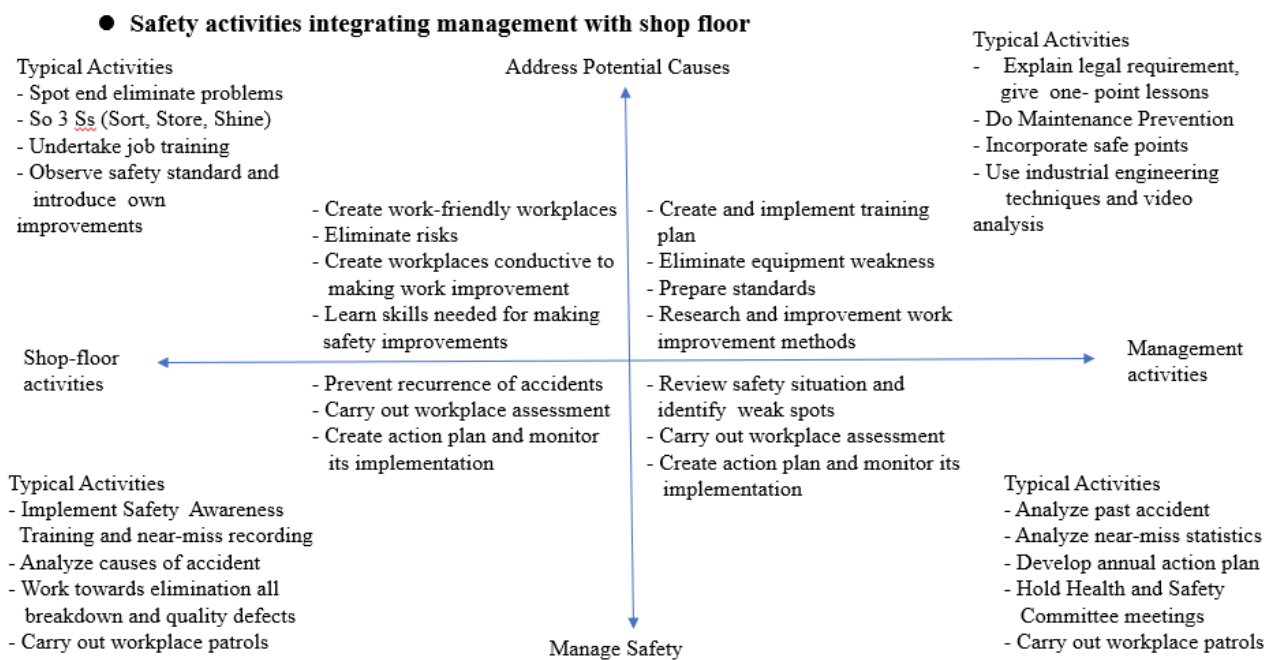 ● Safety activities integrating management with shop floor
Typical Activities
- Spot end eliminate problems
- So 3 Ss (Sort, Store, Shine)
- Undertake job training
- Observe safety standard and
introduce own
improvements
Address Potential Causes
Typical Activities
- Explain legal requirement,
give one- point lessons
- Do Maintenance Prevention
- Incorporate safe points
- Use industrial engineering
techniques and video
analysis
- Create work-friendly workplaces
- Eliminate risks
- Create workplaces conductive to
making work improvement
- Learn skills needed for making
safety improvements
- Create and implement training
plan
- Eliminate equipment weakness
- Prepare standards
- Research and improvement work
improvement methods
Shop-floor
activities
Management
activities
- Prevent recurrence of accidents
- Carry out workplace assessment
- Create action plan and monitor
its implementation
- Review safety situation and
identify weak spots
- Carry out workplace assessment
- Create action plan and monitor its
implementation
Typical Activities
- Implement Safety Awareness
Training and near-miss recording
- Analyze causes of accident
- Work towards elimination all
breakdown and quality defects
- Carry out workplace patrols
Manage Safety
Typical Activities
- Analyze past accident
- Analyze near-miss statistics
- Develop annual action plan
- Hold Health and Safety
Committee meetings
- Carry out workplace patrols